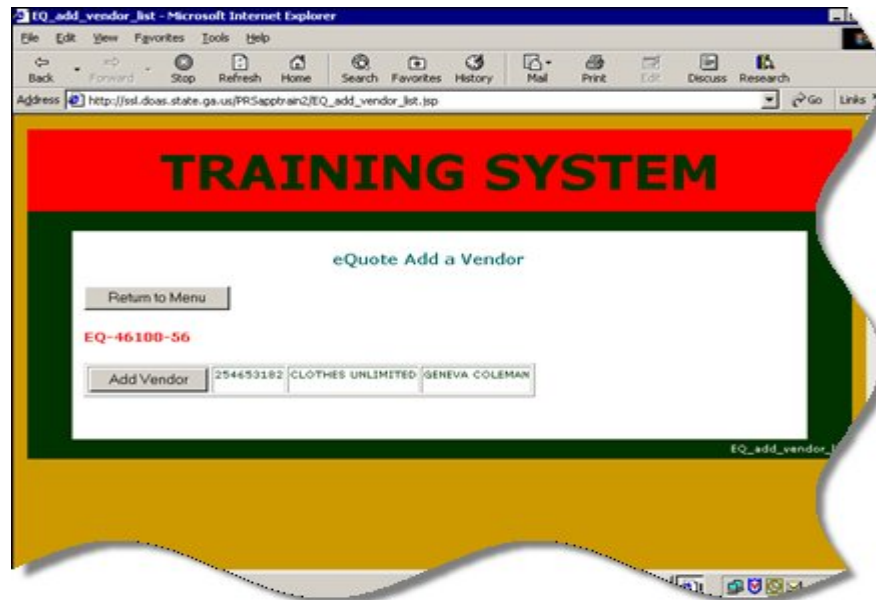 EQ_add_vendor_list - Microsoft Internet Explorer
File Edit View Favorites Tools Help
Back Forward Stop Refresh Home Search Favorites History Mail Print Edit Discuss Research
Address http://ssl.doas.state.ga.us/PRSapptrain2/EQ_add_vendor_list.jsp Go Links
TRAINING SYSTEM
eQuote Add a Vendor
Return to Menu
EQ-46100-56
Add Vendor 254653182 CLOTHES UNLIMITED GENEVA COLEMAN
EQ_add_vendor_l